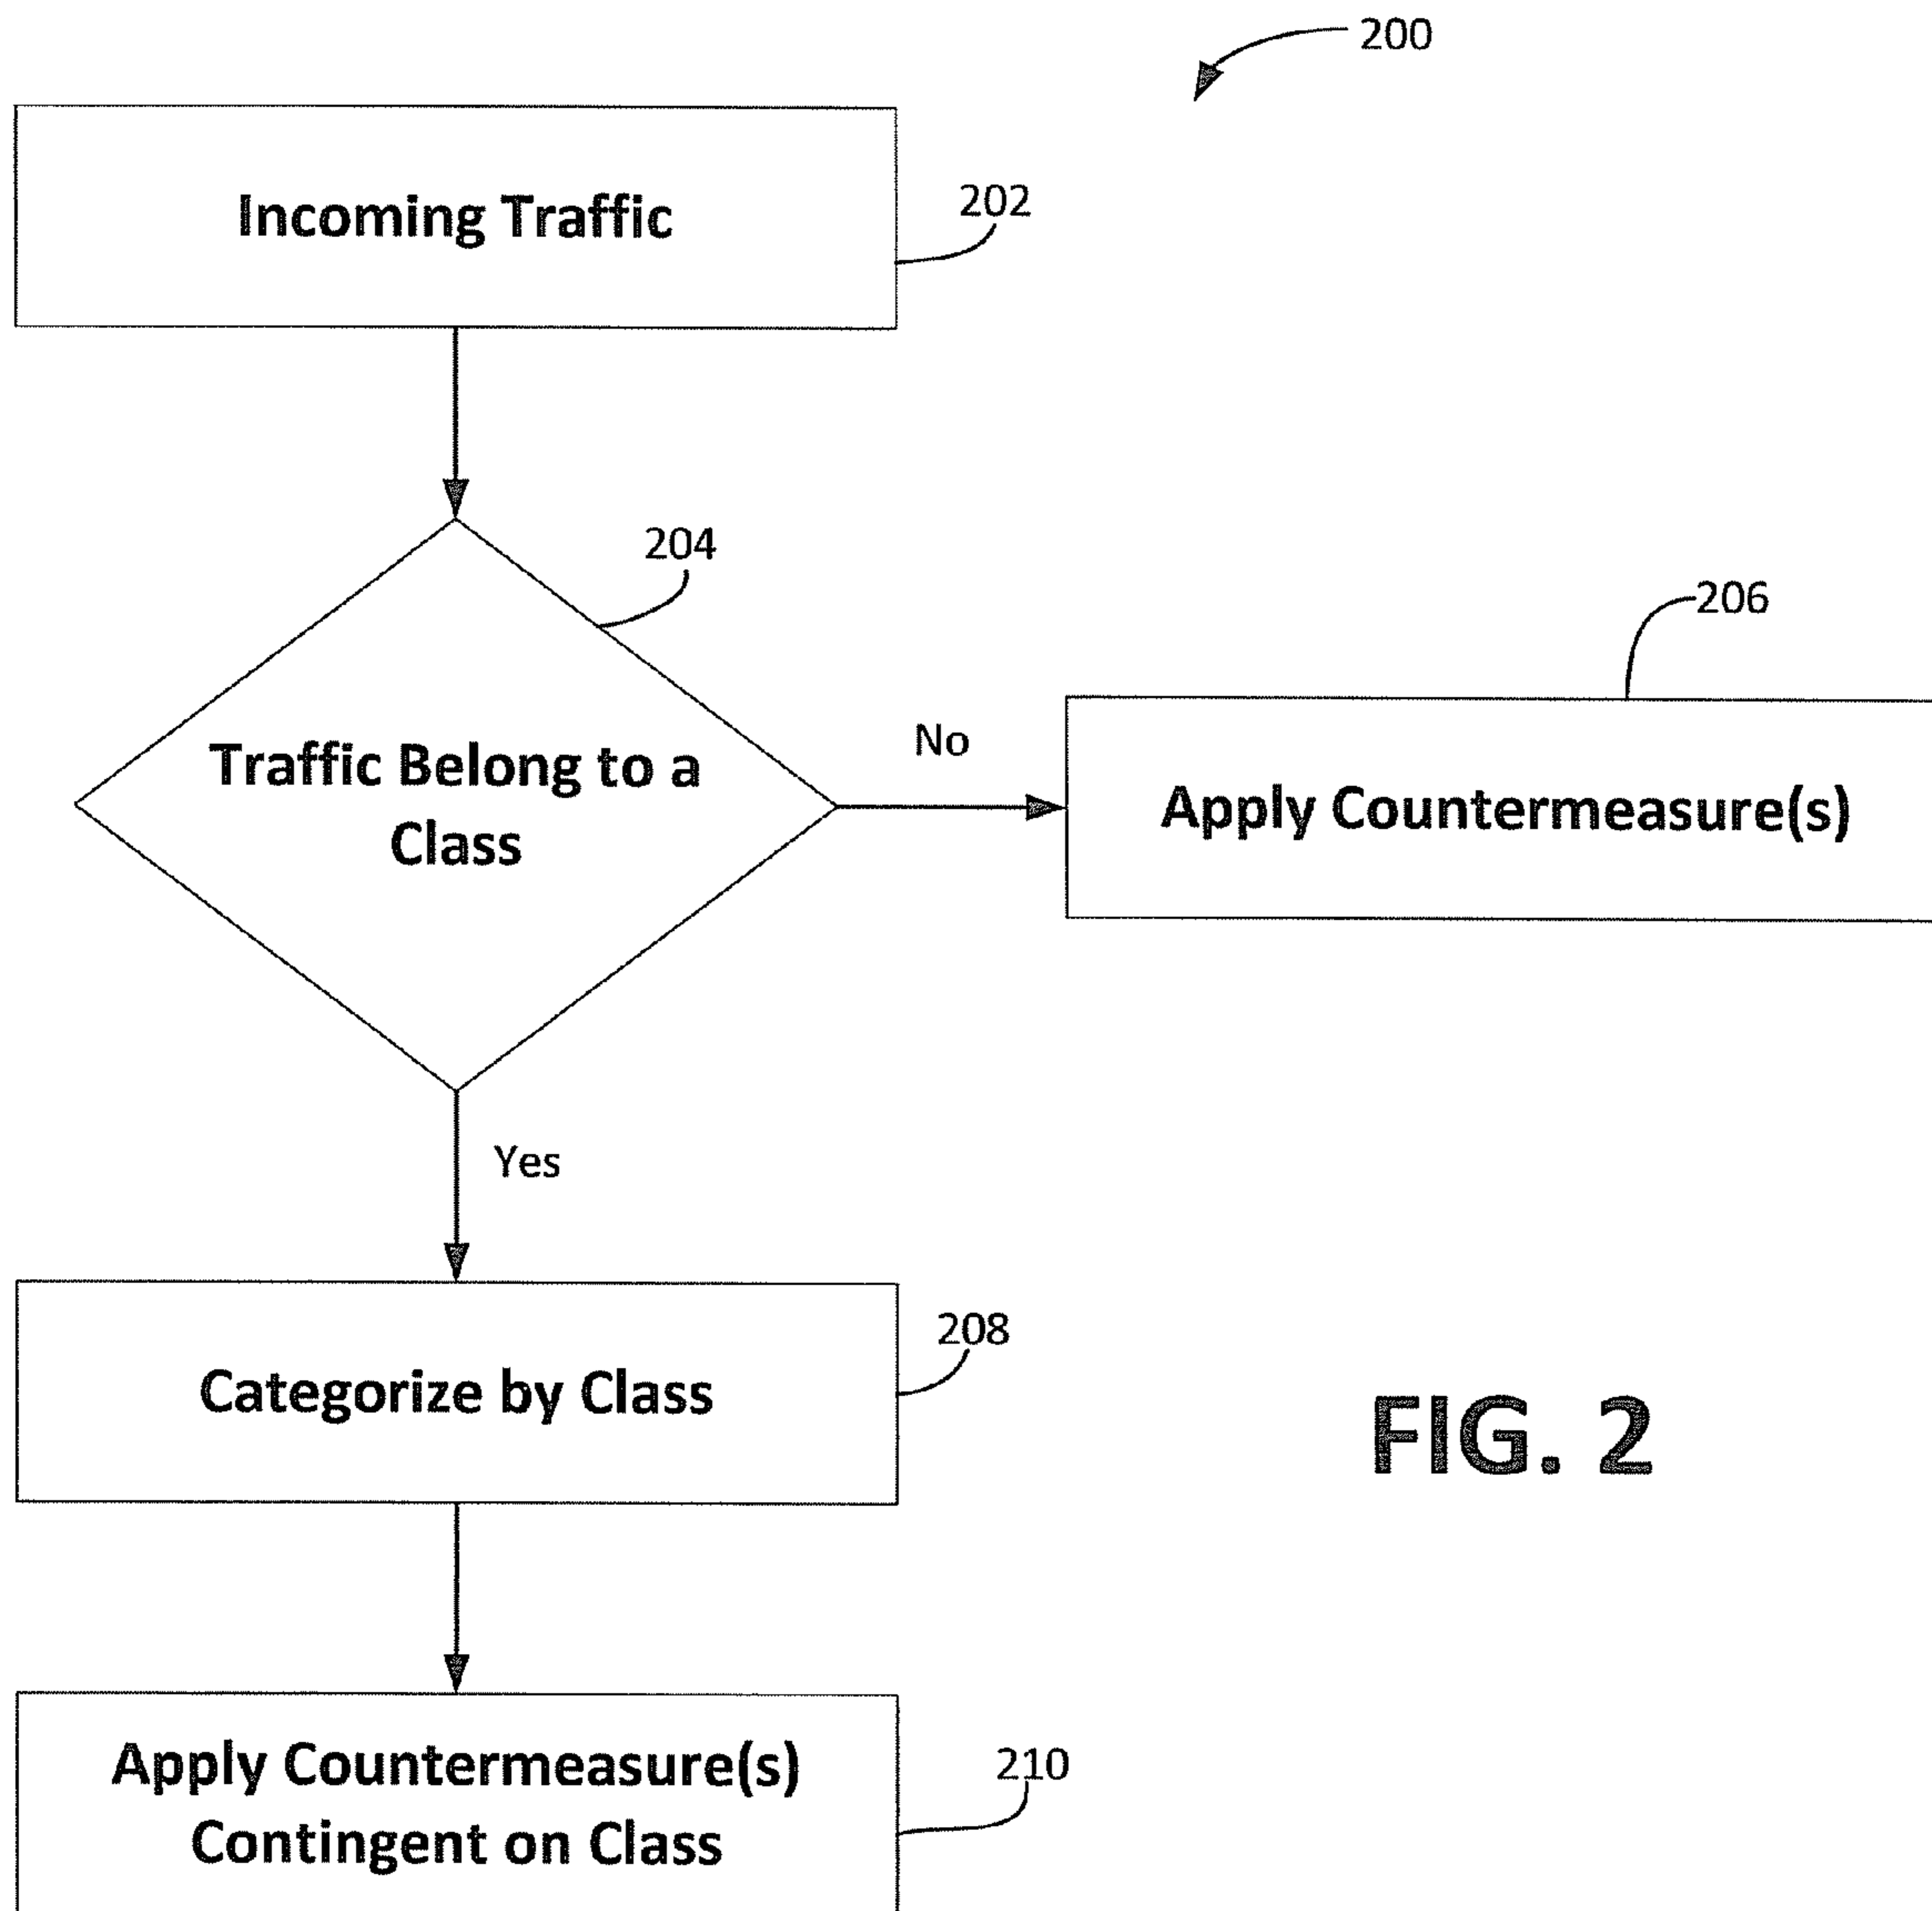 200
Incoming Traffic
202
204
Traffic Belong to a
Class
No
206
Apply Countermeasure(s)
Yes
Categorize by Class
208
FIG. 2
Apply Countermeasure(s)
Contingent on Class
210